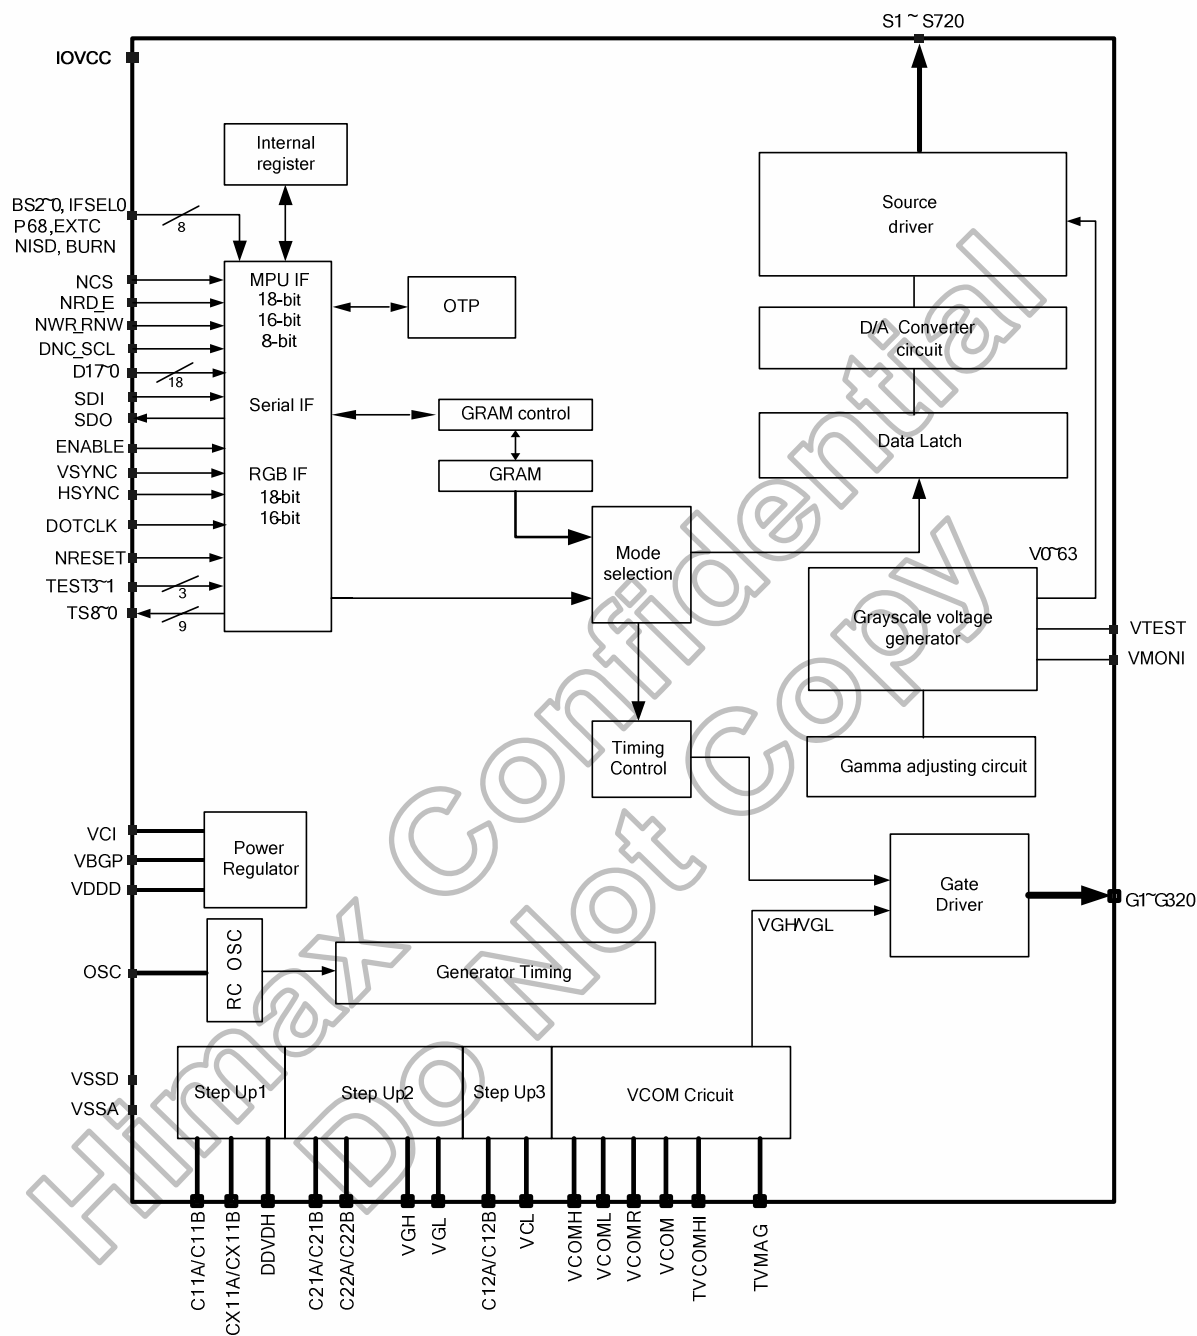 S1 ~ S720
IOVCC
Internal
register
BS2~0, IFSEL0
P68,EXTC
NISD, BURN
8
Source
driver
NCS
NRD_E
NWR_RNW
DNC_SCL
D17~0
18
SDI
SDO
ENABLE
VSYNC
HSYNC
DOTCLK
NRESET
TEST3~1
3
TS8~0
9
MPU IF
18-bit
16-bit
8-bit
Serial IF
RGB IF
18-bit
16-bit
OTP
GRAM control
GRAM
D/A Converter
circuit
Data Latch
Mode
selection
V0~63
Grayscale voltage
generator
VTEST
VMONI
Timing
Control
Gamma adjusting circuit
VCI
VBGP
VDDD
Power
Regulator
Gate
Driver
G1~G320
VGH/VGL
OSC
RC OSC
Generator Timing
VSSD
VSSA
Step Up1
Step Up2
Step Up3
VCOM Cricuit
C11A/C11B
CX11A/CX11B
DDVDH
C21A/C21B
C22A/C22B
VGH
VGL
C12A/C12B
VCL
VCOMH
VCOML
VCOMR
VCOM
TVCOMHI
TVMAG
Himax Confidential
Do Not Copy